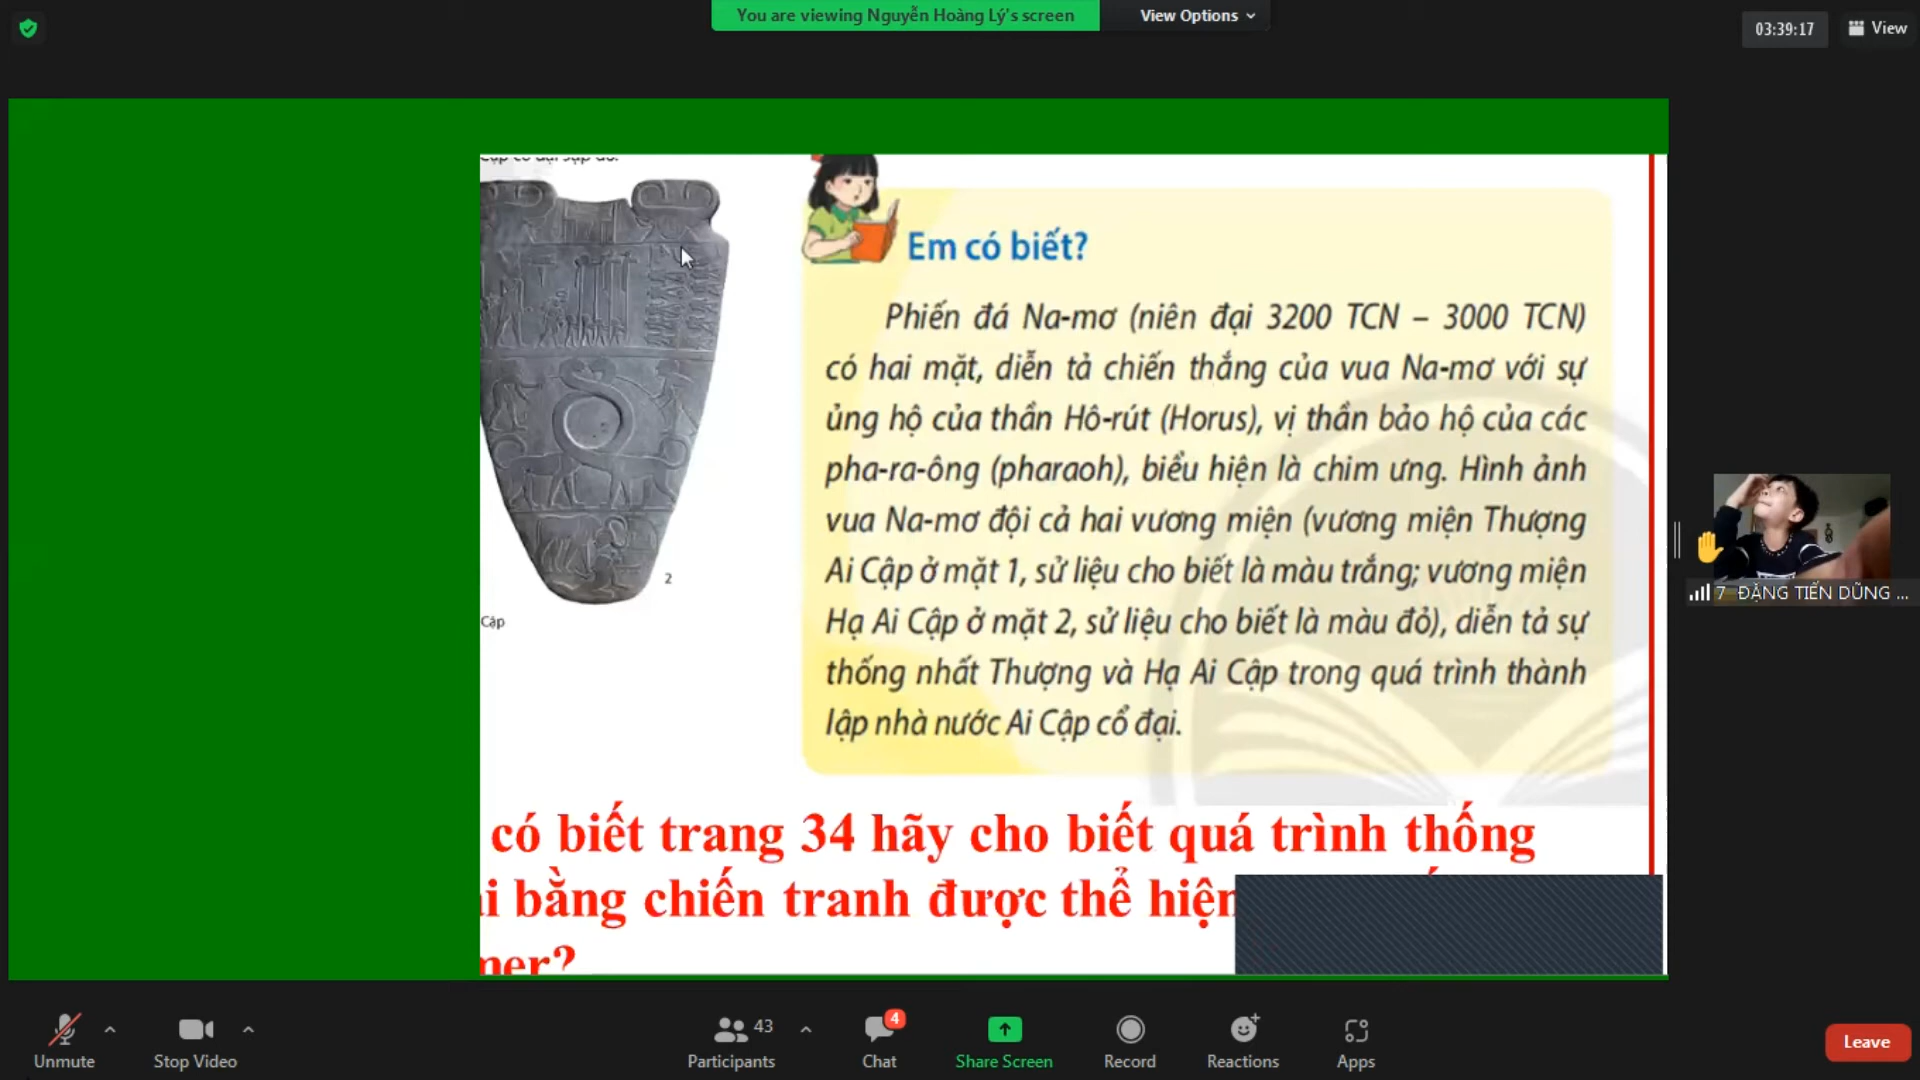 You are viewing Nguyễn Hoàng Lý's screen
View Options
03:39:17
View
Em có biết?
Phiến đá Na-mơ (niên đại 3200 TCN – 3000 TCN)
có hai mặt, diễn tả chiến thắng của vua Na-mơ với sự
ủng hộ của thần Hô-rút (Horus), vị thần bảo hộ của các
pha-ra-ông (pharaoh), biểu hiện là chim ưng. Hình ảnh
vua Na-mơ đội cả hai vương miện (vương miện Thượng
Ai Cập ở mặt 1, sử liệu cho biết là màu trắng; vương miện
Hạ Ai Cập ở mặt 2, sử liệu cho biết là màu đỏ), diễn tả sự
thống nhất Thượng và Hạ Ai Cập trong quá trình thành
lập nhà nước Ai Cập cổ đại.
2
Cập
có biết trang 34 hãy cho biết quá trình thống
bằng chiến tranh được thể hiện
mer?
7 ĐẶNG TIẾN DŨNG ...
Unmute
Stop Video
Participants
43
Chat
4
Share Screen
Record
Reactions
Apps
Leave